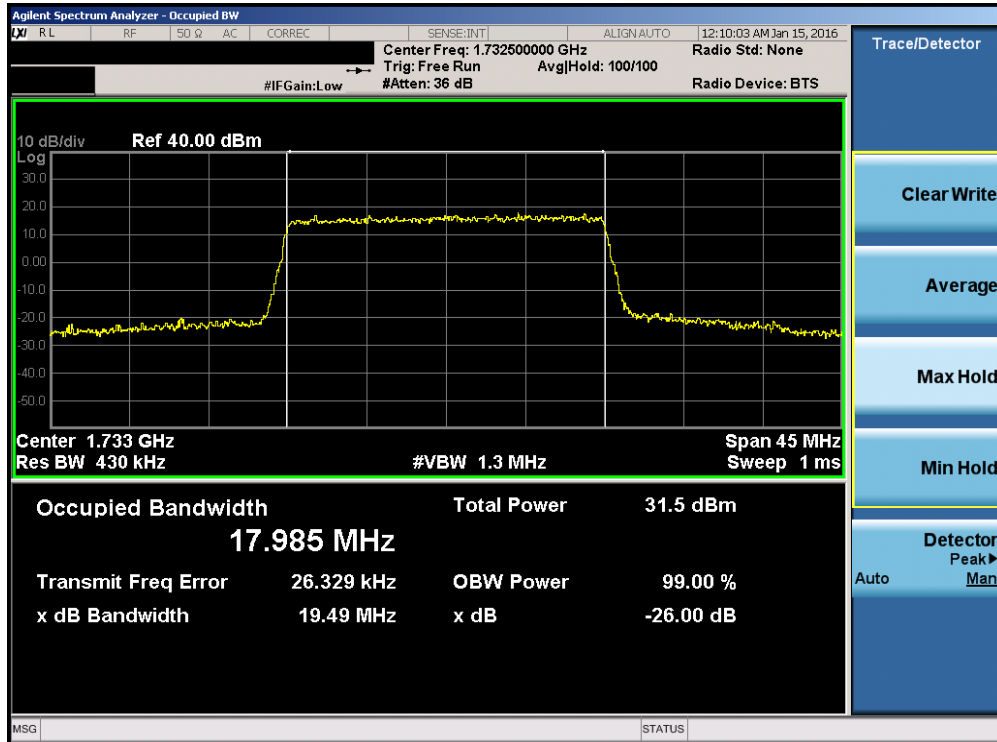 Agilent Spectrum Analyzer - Occupied BW
LXI RL RF 50 Ω AC CORREC SENSE:INT ALIGN AUTO 12:10:03 AM Jan 15, 2016
Center Freq: 1.732500000 GHz Radio Std: None
Trig: Free Run Avg|Hold: 100/100
#IFGain:Low #Atten: 36 dB Radio Device: BTS
10 dB/div Ref 40.00 dBm
Log
30.0
20.0
10.0
0.00
-10.0
-20.0
-30.0
-40.0
-50.0
Center 1.733 GHz Span 45 MHz
Res BW 430 kHz #VBW 1.3 MHz Sweep 1 ms
Occupied Bandwidth Total Power 31.5 dBm
17.985 MHz
Transmit Freq Error 26.329 kHz OBW Power 99.00 %
x dB Bandwidth 19.49 MHz x dB -26.00 dB
MSG STATUS
Trace/Detector
Clear Write
Average
Max Hold
Min Hold
Detector
Peak▶
Auto Man